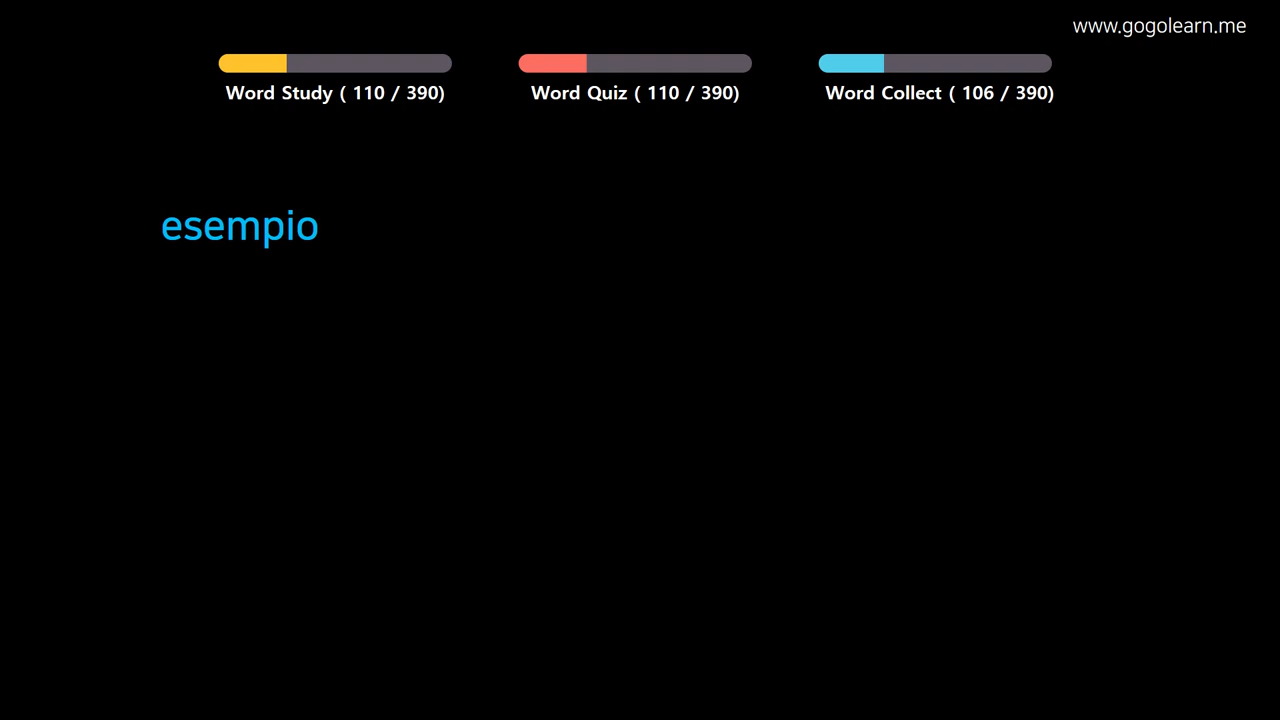 www.gogolearn.me
Word Study ( 110 / 390)
Word Quiz ( 110 / 390)
Word Collect ( 106 / 390)
esempio